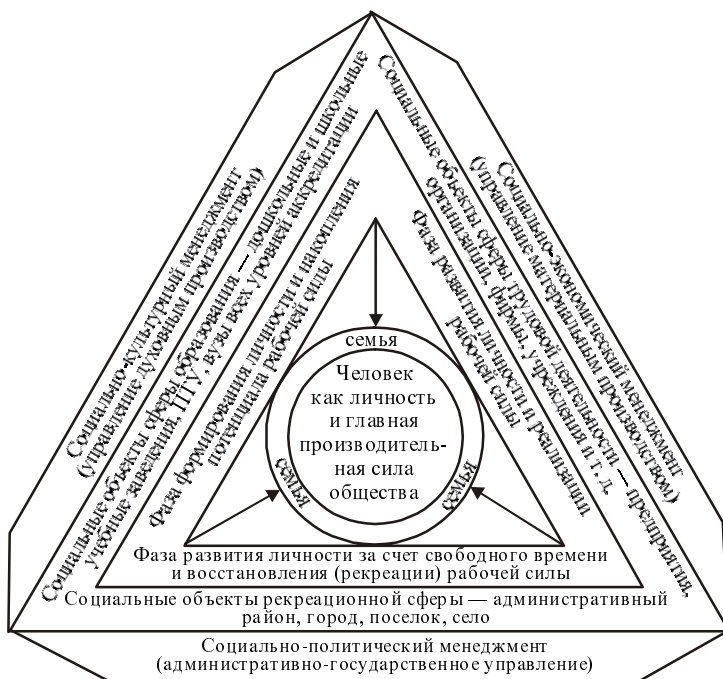 Социально-культурный менеджмент
(управление духовным производством)
Социальные объекты сферы образования — дошкольные и школьные
учебные заведения, ПТУ, вузы всех уровней аккредитации
Фаза формирования личности и накопления
потенциала рабочей силы
Социально-экономический менеджмент
(управление материальным производством)
Социальные объекты сферы трудовой деятельности — предприятия,
организации, фирмы, учреждения и т. д.
Фаза развития личности и реализации
рабочей силы
семья
Человек
как личность
и главная
производитель-
ная сила
общества
семья
семья
Фаза развития личности за счет свободного времени
и восстановления (рекреации) рабочей силы
Социальные объекты рекреационной сферы — административный
район, город, поселок, село
Социально-политический менеджмент
(административно-государственное управление)